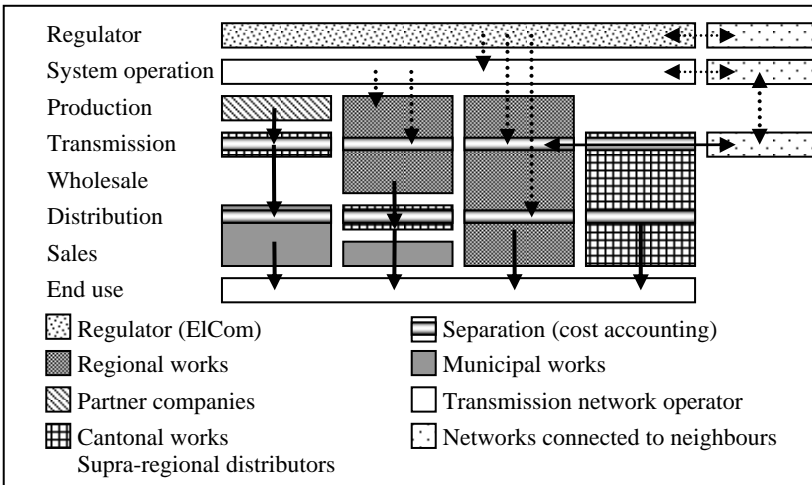 Regulator
System operation
Production
Transmission
Wholesale
Distribution
Sales
End use
Regulator (ElCom)
Separation (cost accounting)
Regional works
Municipal works
Partner companies
Transmission network operator
Cantonal works
Supra-regional distributors
Networks connected to neighbours